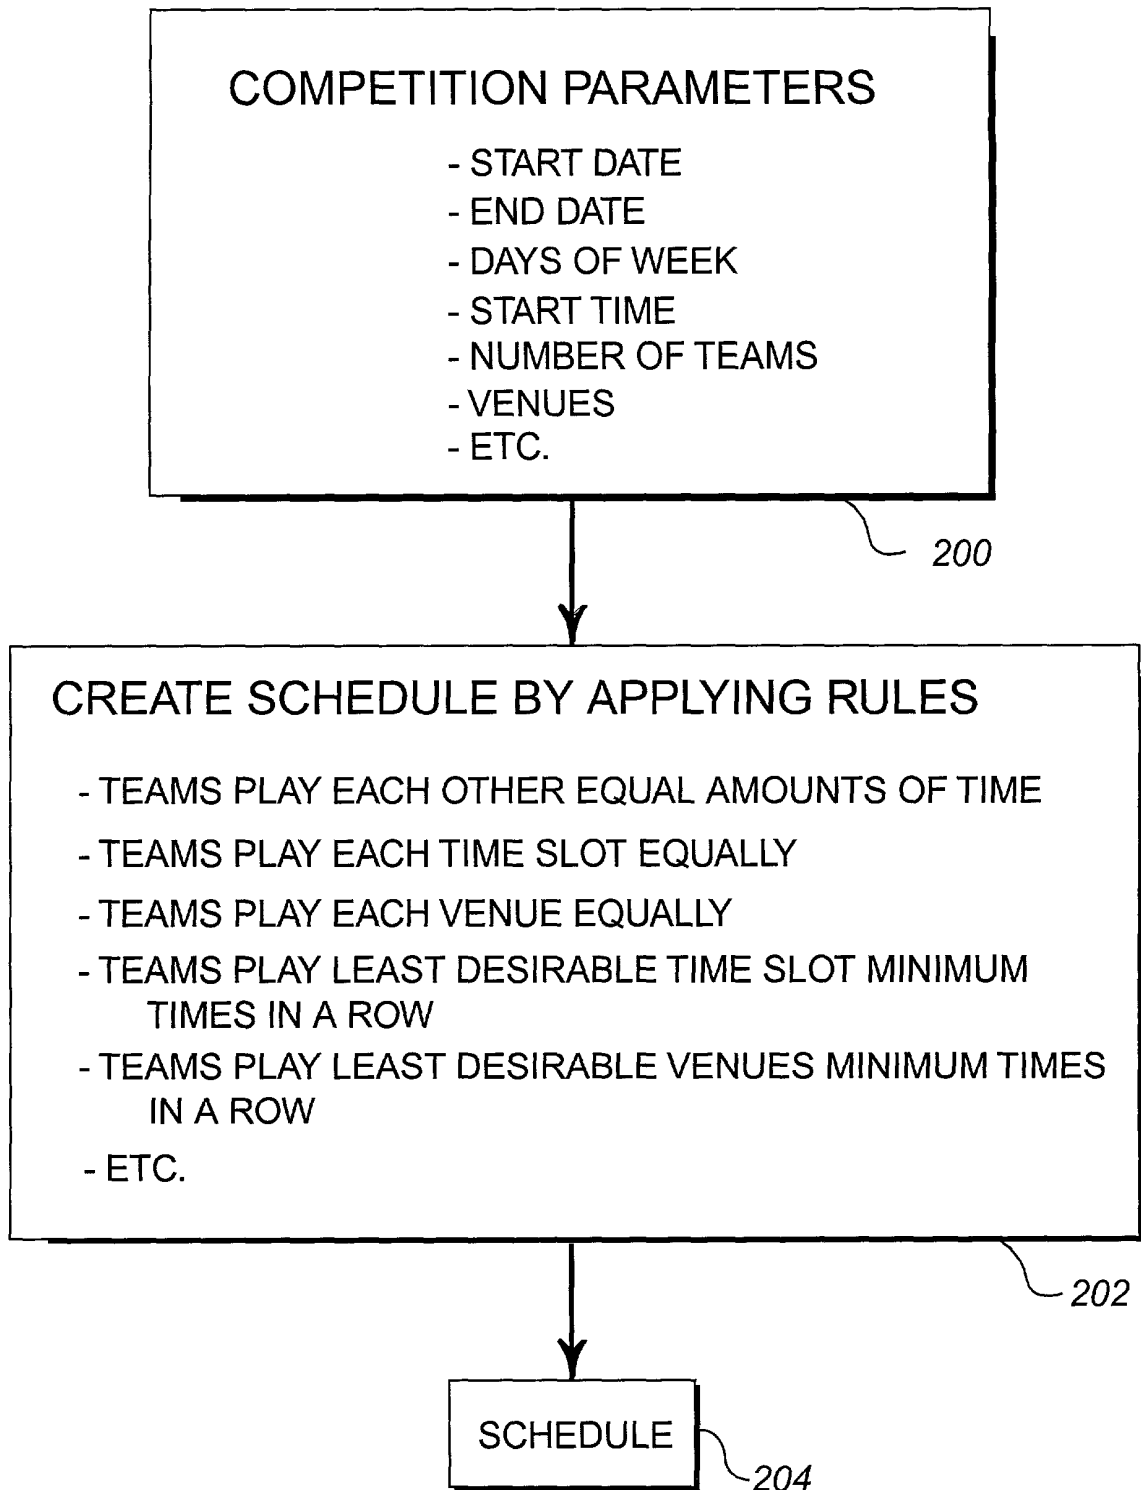 COMPETITION PARAMETERS
- START DATE
- END DATE
- DAYS OF WEEK
- START TIME
- NUMBER OF TEAMS
- VENUES
- ETC.
200
CREATE SCHEDULE BY APPLYING RULES
- TEAMS PLAY EACH OTHER EQUAL AMOUNTS OF TIME
- TEAMS PLAY EACH TIME SLOT EQUALLY
- TEAMS PLAY EACH VENUE EQUALLY
- TEAMS PLAY LEAST DESIRABLE TIME SLOT MINIMUM
TIMES IN A ROW
- TEAMS PLAY LEAST DESIRABLE VENUES MINIMUM TIMES
IN A ROW
- ETC.
202
SCHEDULE
204